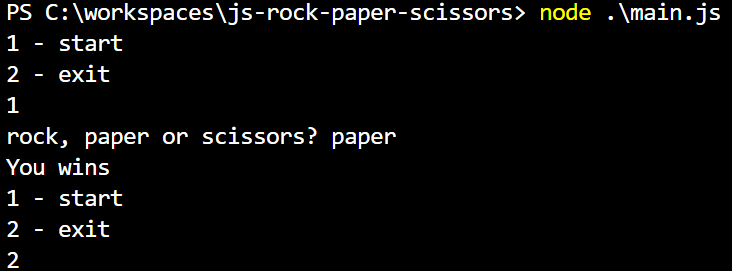 PS C:\workspaces\js-rock-paper-scissors> node .\main.js
1 - start
2 - exit
1
rock, paper or scissors? paper
You wins
1 - start
2 - exit
2